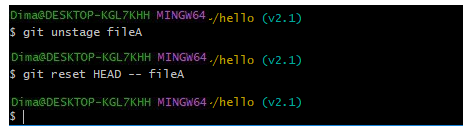 Dima@DESKTOP-KGL7KHH MINGW64 ./hello (v2.1)
$ git unstage fileA
Dima@DESKTOP-KGL7KHH MINGW64 ./hello (v2.1)
$ git reset HEAD -- fileA
Dima@DESKTOP-KGL7KHH MINGW64 ./hello (v2.1)
$